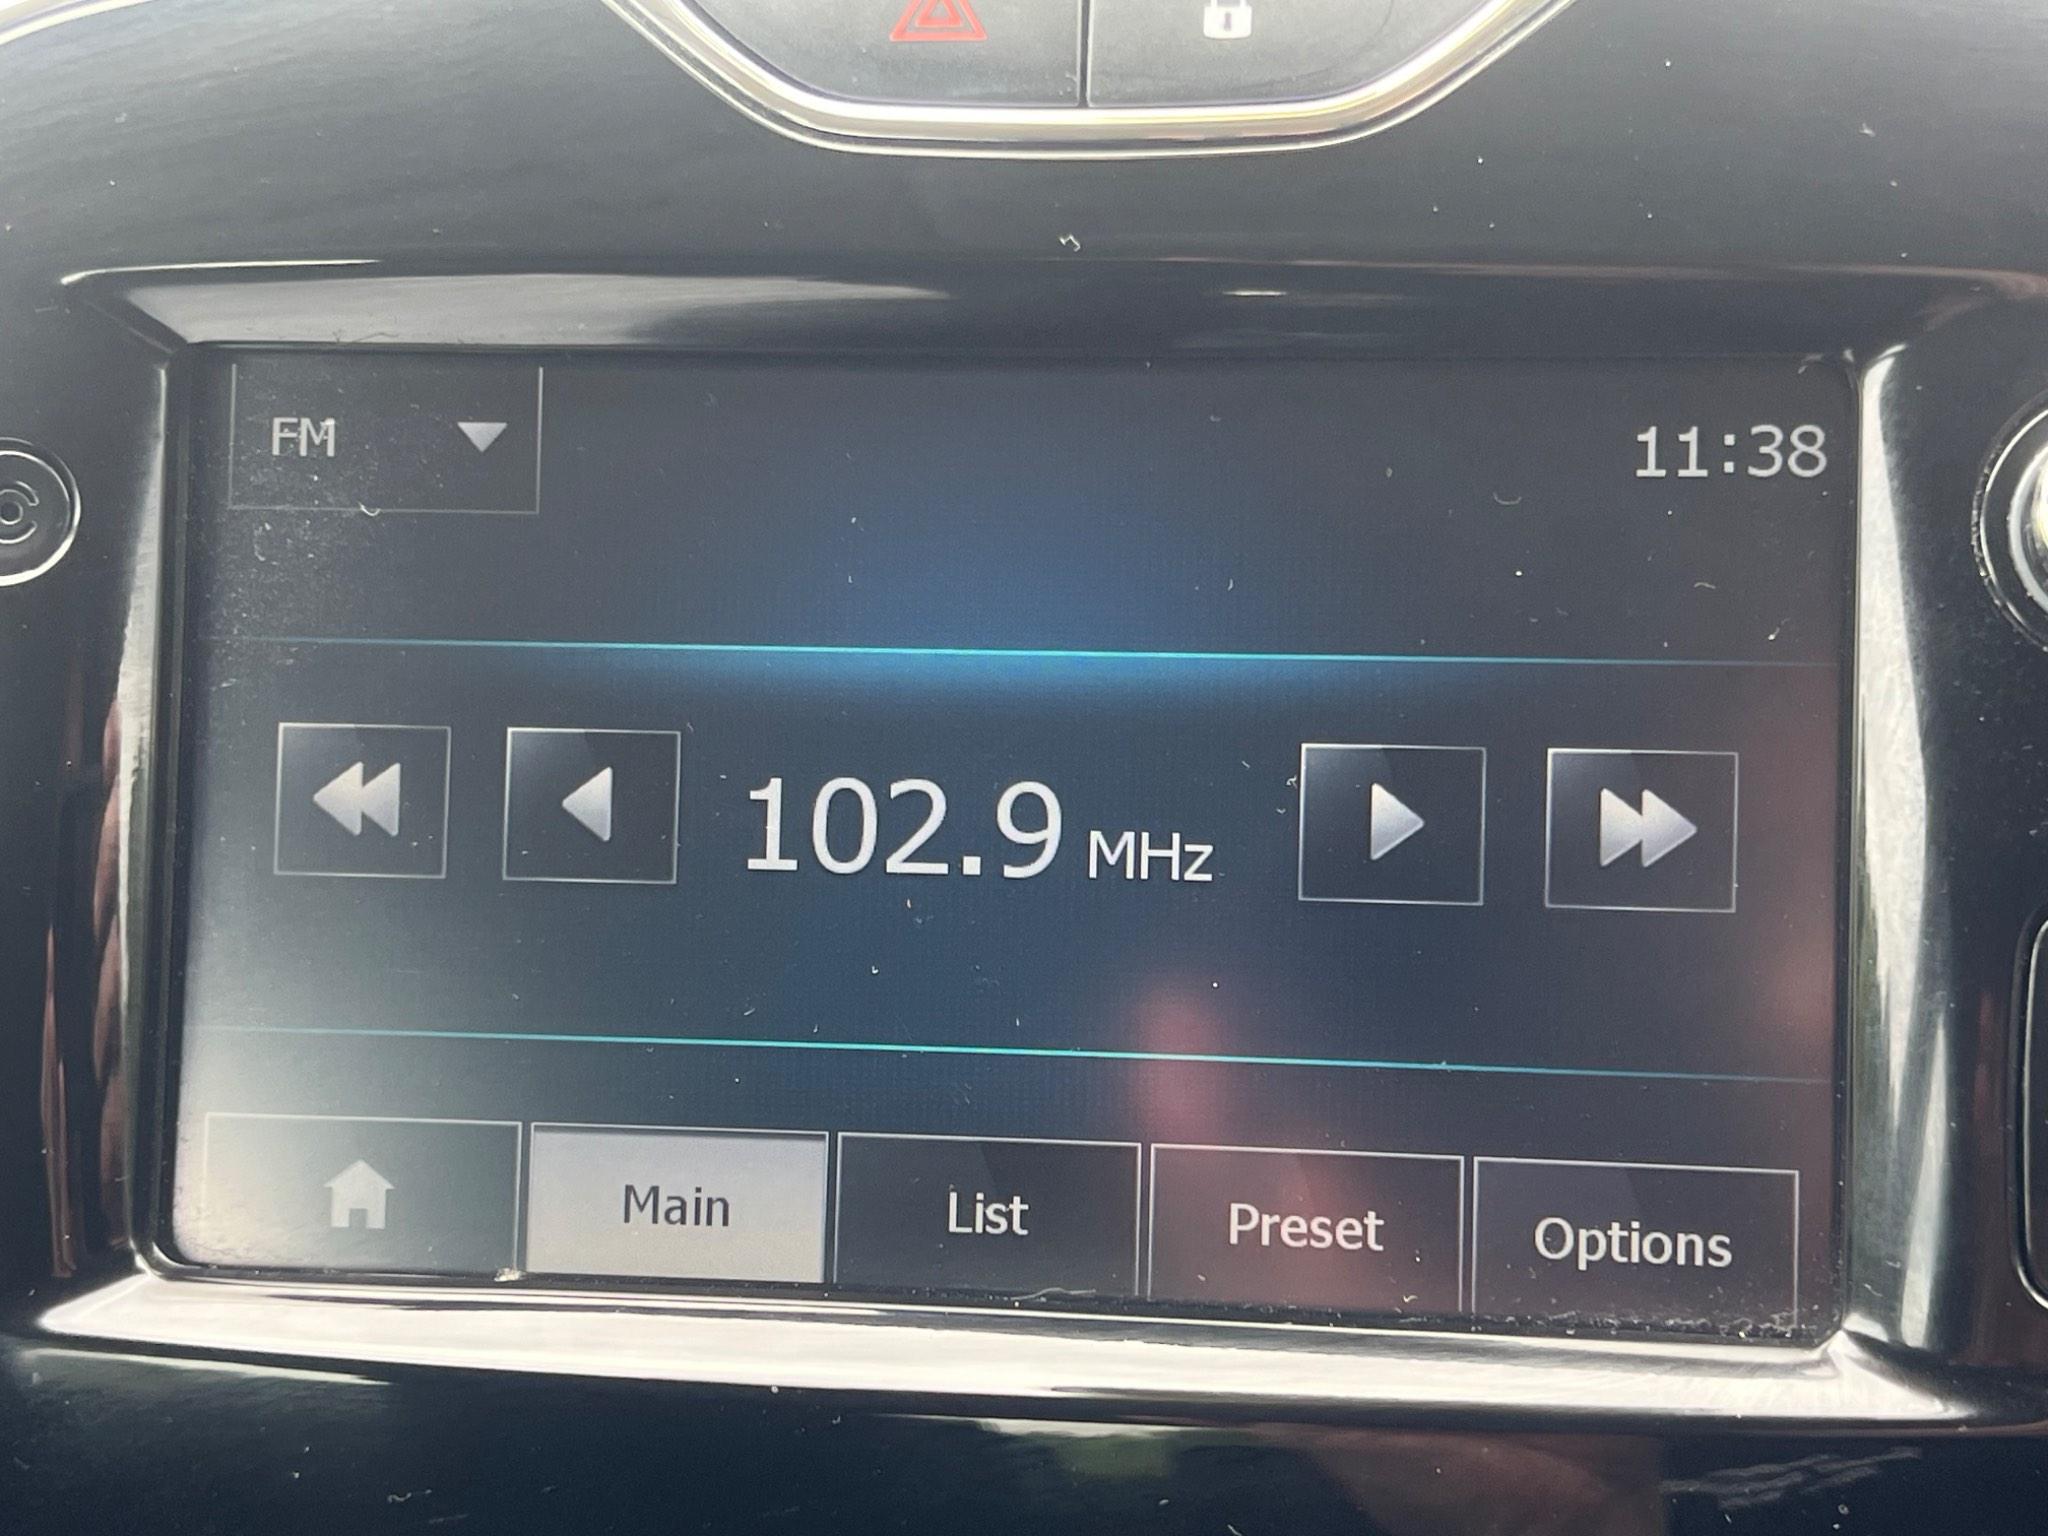 FM
11:38
102.9 MHz
Main
List
Preset
Options